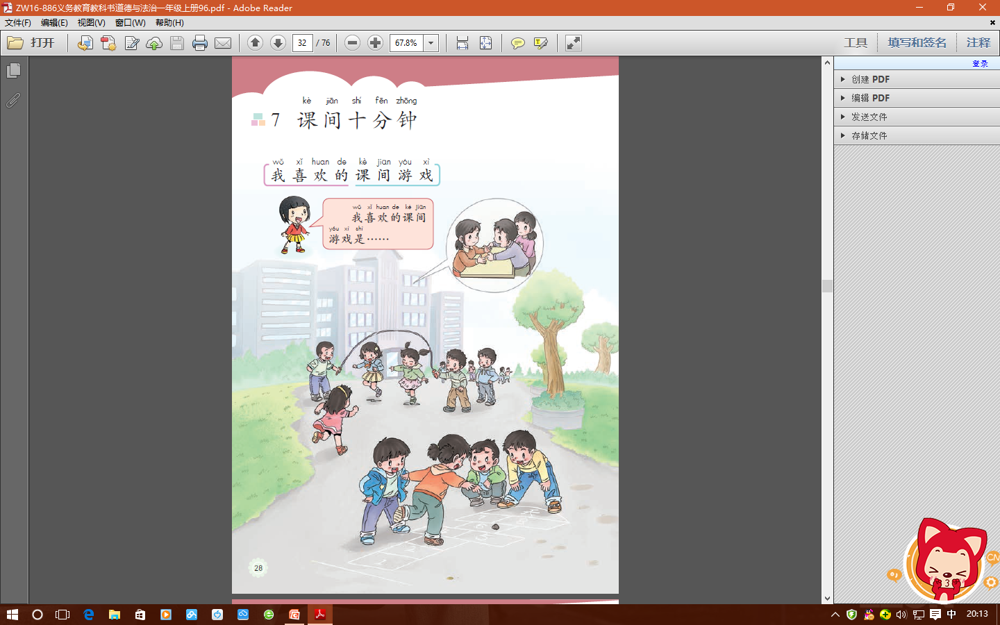 ZW16-886义务教育教科书道德与法治一年级上册96.pdf - Adobe Reader
文件(F) 编辑(E) 视图(V) 窗口(W) 帮助(H)
打开 32 / 76 67.8% 工具 填写和签名 注释
登录
创建 PDF
编辑 PDF
发送文件
存储文件
kè jiān shí fēn zhōng
7 课间十分钟
wǒ xǐ huan de kè jiān yóu xì
我喜欢的课间游戏
wǒ xǐ huan de kè jiān
我喜欢的课间
yóu xì shì
游戏是……
28
CN
中 20:13